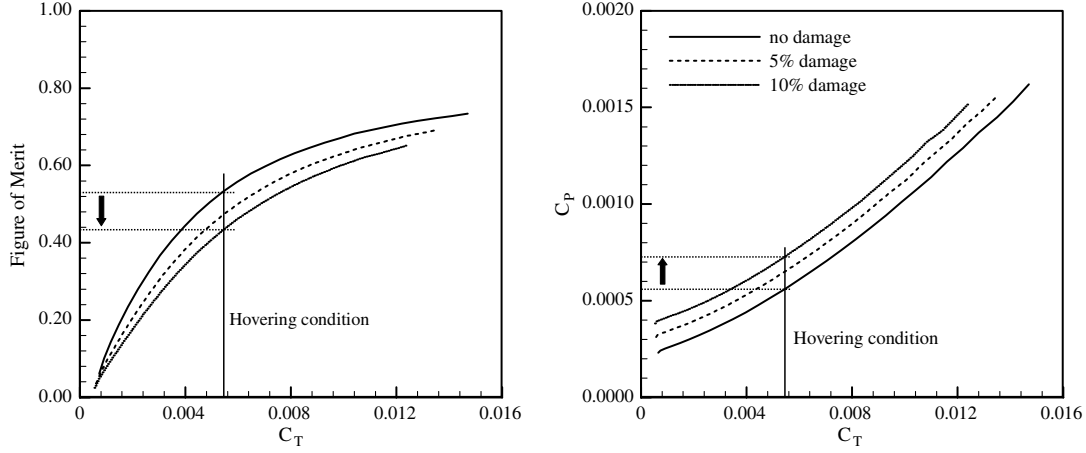 1.00
0.80
0.60
0.40
0.20
0.00
Figure of Merit
Hovering condition
0 0.004 0.008 0.012 0.016
C_T
0.0020
0.0015
0.0010
0.0005
0.0000
C_P
no damage
5% damage
10% damage
Hovering condition
0 0.004 0.008 0.012 0.016
C_T